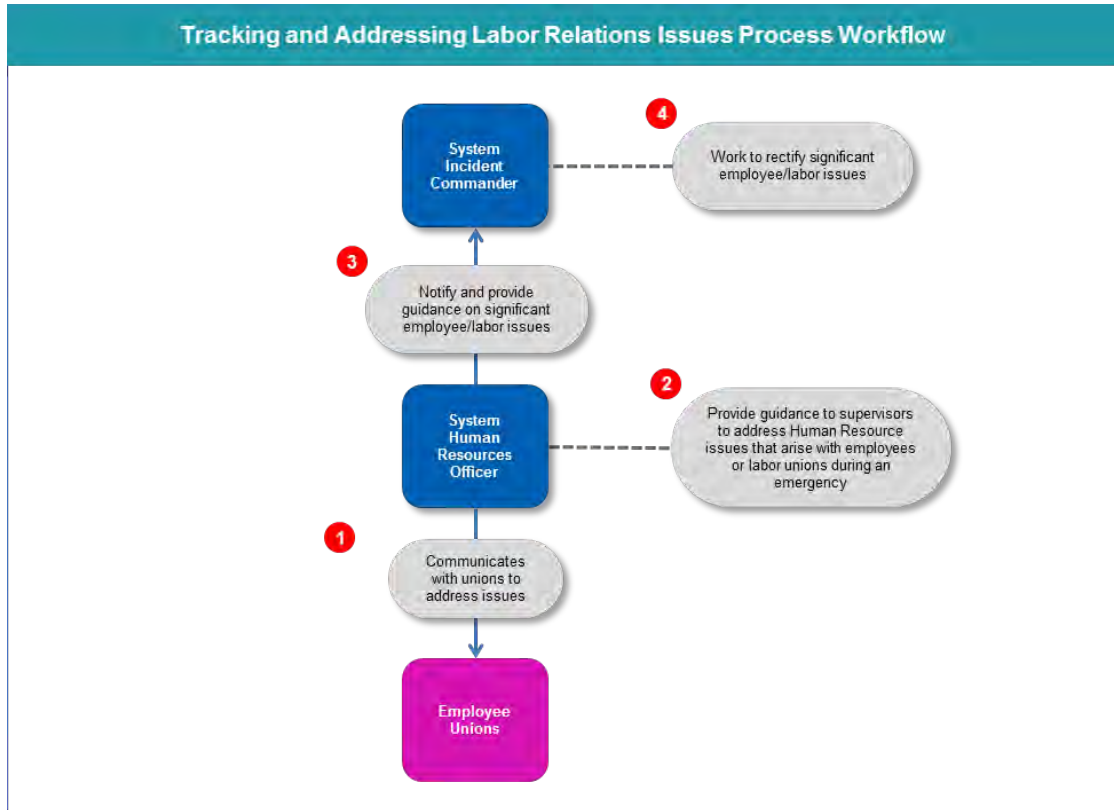 Tracking and Addressing Labor Relations Issues Process Workflow
4
System
Incident
Commander
Work to rectify significant
employee/labor issues
3
Notify and provide
guidance on significant
employee/labor issues
2
System
Human
Resources
Officer
Provide guidance to supervisors
to address Human Resource
issues that arise with employees
or labor unions during an
emergency
1
Communicates
with unions to
address issues
Employee
Unions